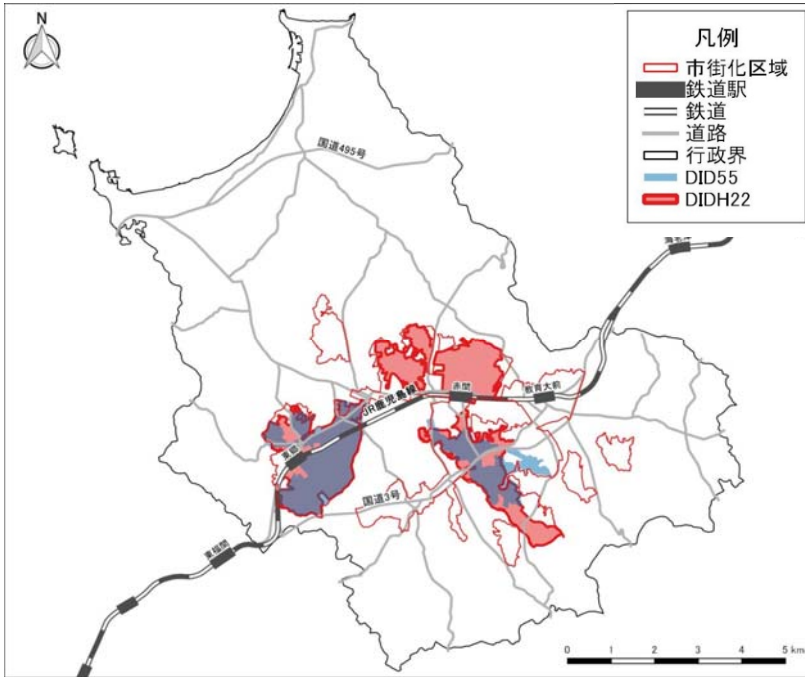 N
凡例
市街化区域
鉄道駅
鉄道
道路
行政界
DID55
DIDH22
国道495号
赤間
教育大前
JR鹿児島線
東郷
国道3号
東福間
0 1 2 3 4 5 km